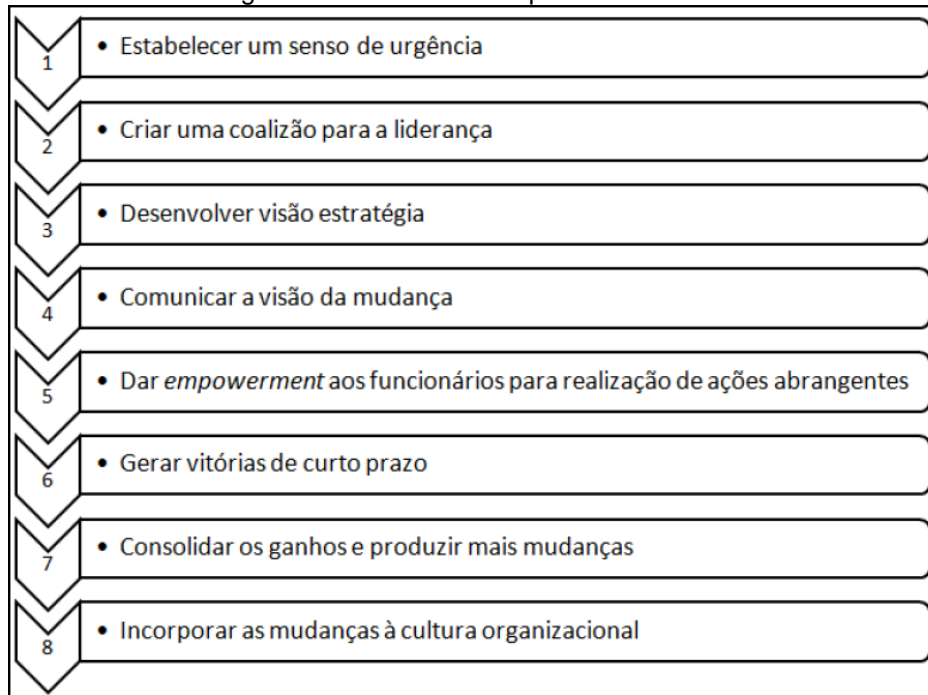 1
• Estabelecer um senso de urgência
2
• Criar uma coalizão para a liderança
3
• Desenvolver visão estratégia
4
• Comunicar a visão da mudança
5
• Dar empowerment aos funcionários para realização de ações abrangentes
6
• Gerar vitórias de curto prazo
7
• Consolidar os ganhos e produzir mais mudanças
8
• Incorporar as mudanças à cultura organizacional